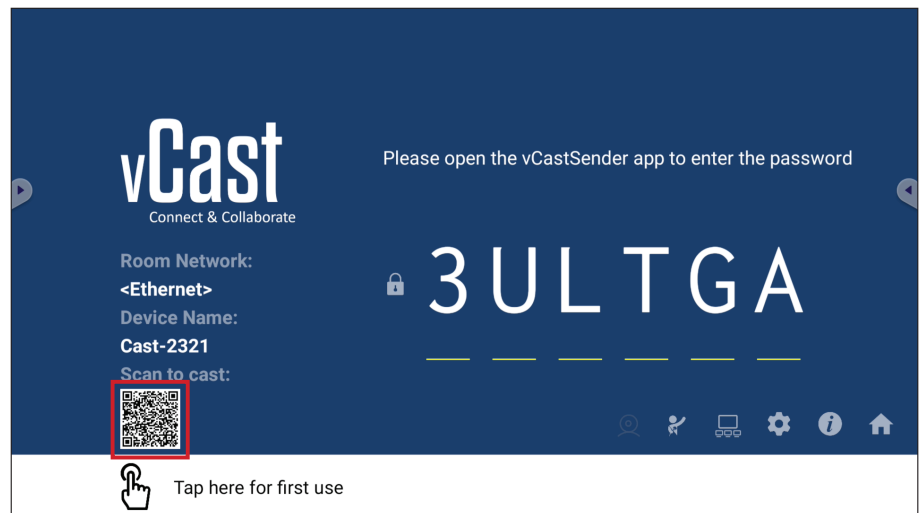 vCast
Connect & Collaborate
Please open the vCastSender app to enter the password
Room Network:
<Ethernet>
Device Name:
Cast-2321
Scan to cast:
3ULTGA
Tap here for first use